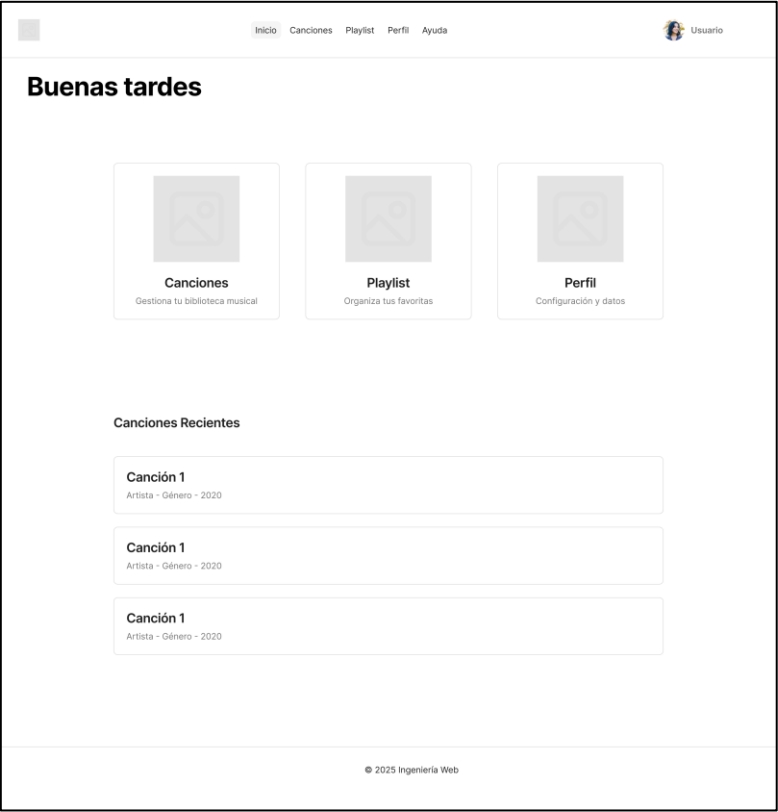 Inicio Canciones Playlist Perfil Ayuda Usuario
Buenas tardes
Canciones Playlist Perfil
Gestiona tu biblioteca musical Organiza tus favoritas Configuración y datos
Canciones Recientes
Canción 1
Artista - Género - 2020
Canción 1
Artista - Género - 2020
Canción 1
Artista - Género - 2020
© 2025 Ingeniería Web